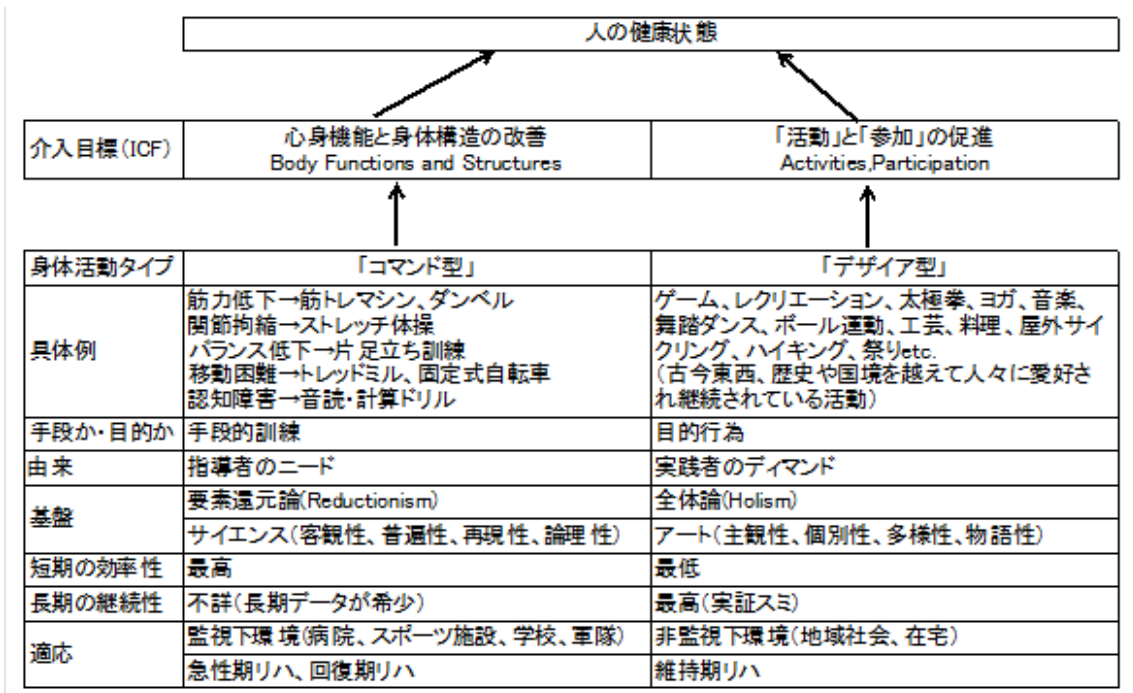 人の健康状態
介入目標(ICF)
心身機能と身体構造の改善
Body Functions and Structures
「活動」と「参加」の促進
Activities,Participation
身体活動タイプ
「コマンド型」
「デザイア型」
具体例
筋力低下→筋トレマシン、ダンベル
関節拘縮→ストレッチ体操
バランス低下→片足立ち訓練
移動困難→トレッドミル、固定式自転車
認知障害→音読・計算ドリル
ゲーム、レクリエーション、太極拳、ヨガ、音楽、
舞踏ダンス、ボール運動、工芸、料理、屋外サイ
クリング、ハイキング、祭りetc.
(古今東西、歴史や国境を越えて人々に愛好さ
れ継続されている活動)
手段か・目的か
手段的訓練
目的行為
由来
指導者のニード
実践者のディマンド
基盤
要素還元論(Reductionism)
全体論(Holism)
サイエンス(客観性、普遍性、再現性、論理性)
アート(主観性、個別性、多様性、物語性)
短期の効率性
最高
最低
長期の継続性
不詳(長期データが希少)
最高(実証スミ)
適応
監視下環境(病院、スポーツ施設、学校、軍隊)
非監視下環境(地域社会、在宅)
急性期リハ、回復期リハ
維持期リハ